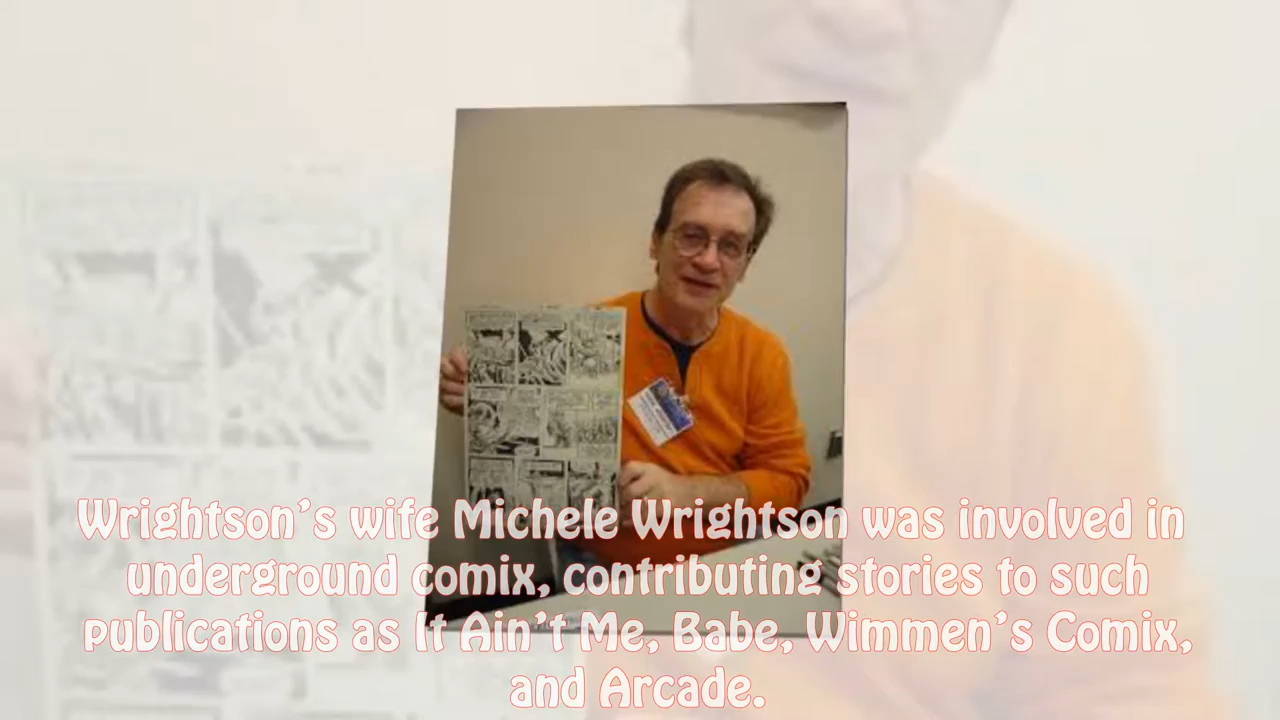 Wrightson's wife Michele Wrightson was involved in
underground comix, contributing stories to such
publications as It Ain't Me, Babe, Wimmen's Comix,
and Arcade.